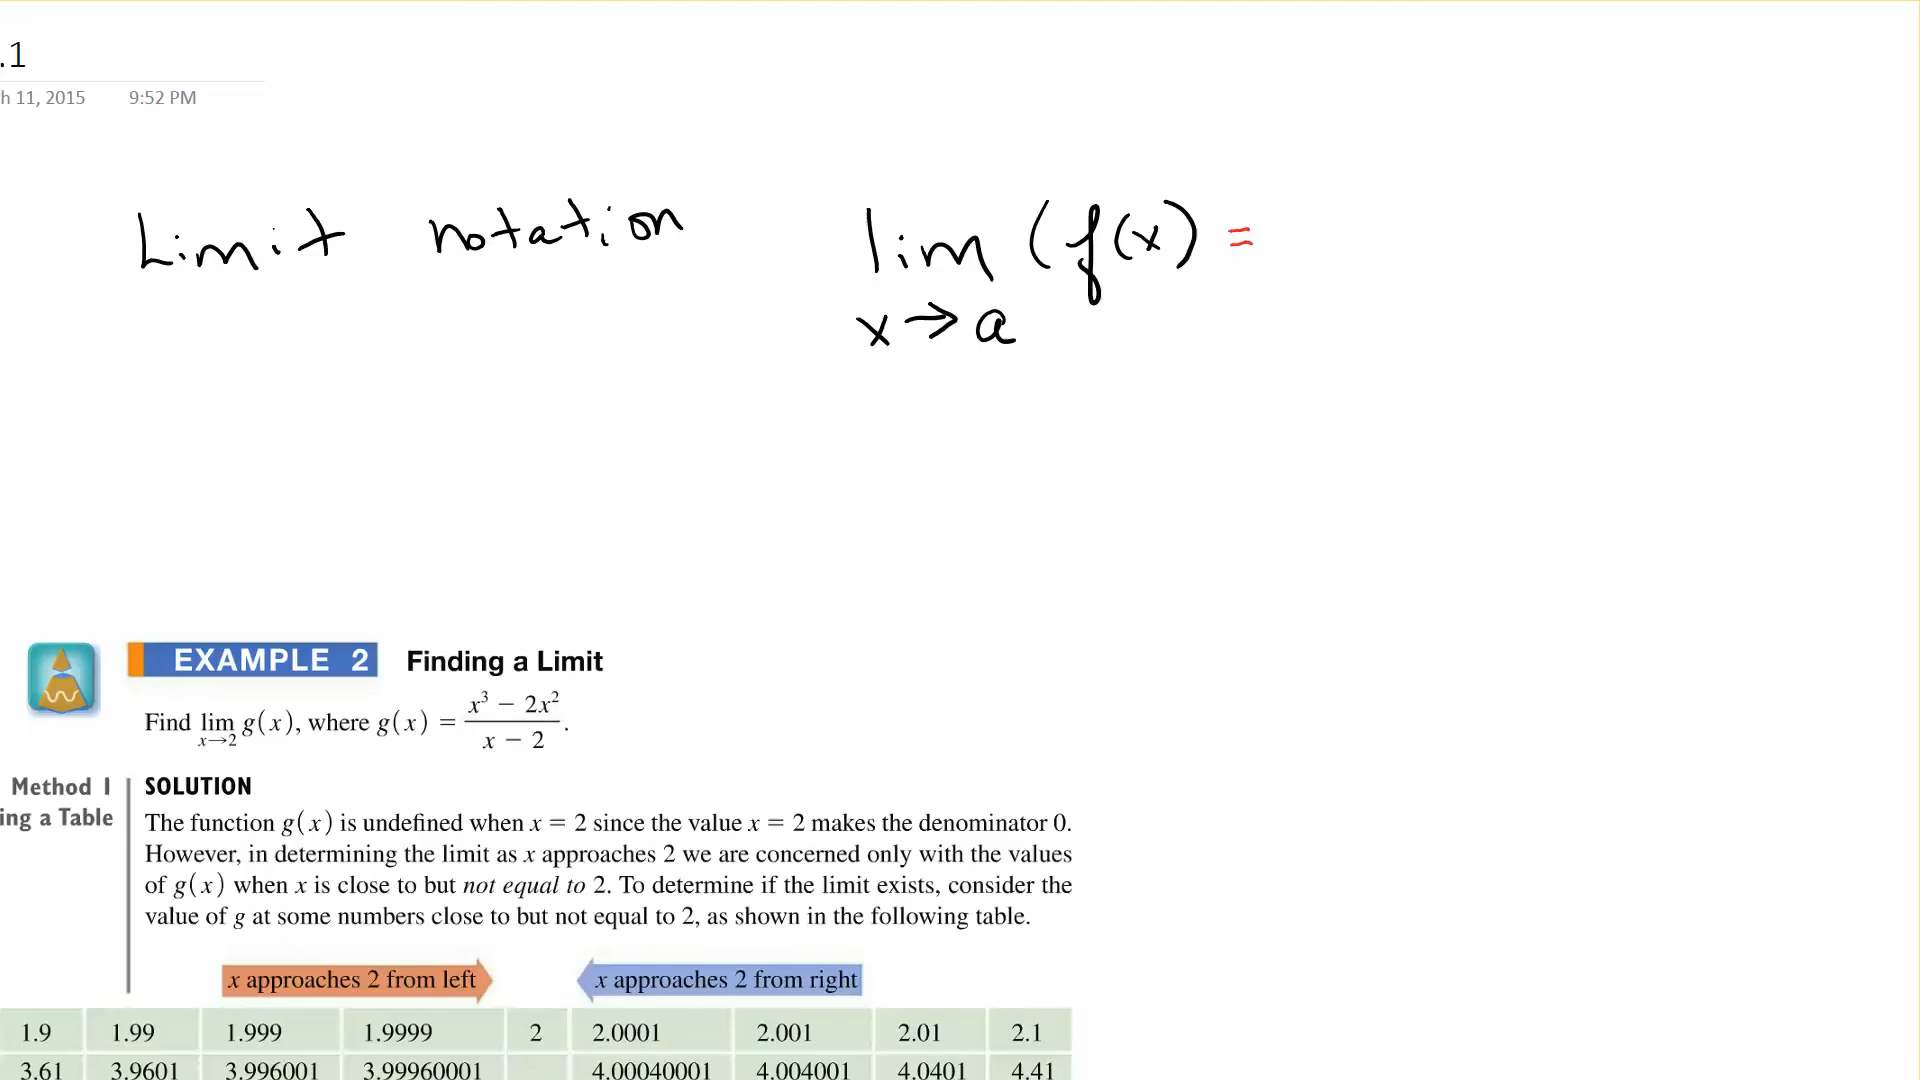 .1
h 11, 2015 9:52 PM
Limit notation lim (f(x) =
x → a
EXAMPLE 2 Finding a Limit
Find lim x→2 g(x), where g(x) = (x³ − 2x²)/(x − 2).
Method 1
ing a Table
SOLUTION
The function g(x) is undefined when x = 2 since the value x = 2 makes the denominator 0.
However, in determining the limit as x approaches 2 we are concerned only with the values
of g(x) when x is close to but not equal to 2. To determine if the limit exists, consider the
value of g at some numbers close to but not equal to 2, as shown in the following table.
x approaches 2 from left x approaches 2 from right
1.9 1.99 1.999 1.9999 2 2.0001 2.001 2.01 2.1
3.61 3.9601 3.996001 3.99960001 4.00040001 4.004001 4.0401 4.41